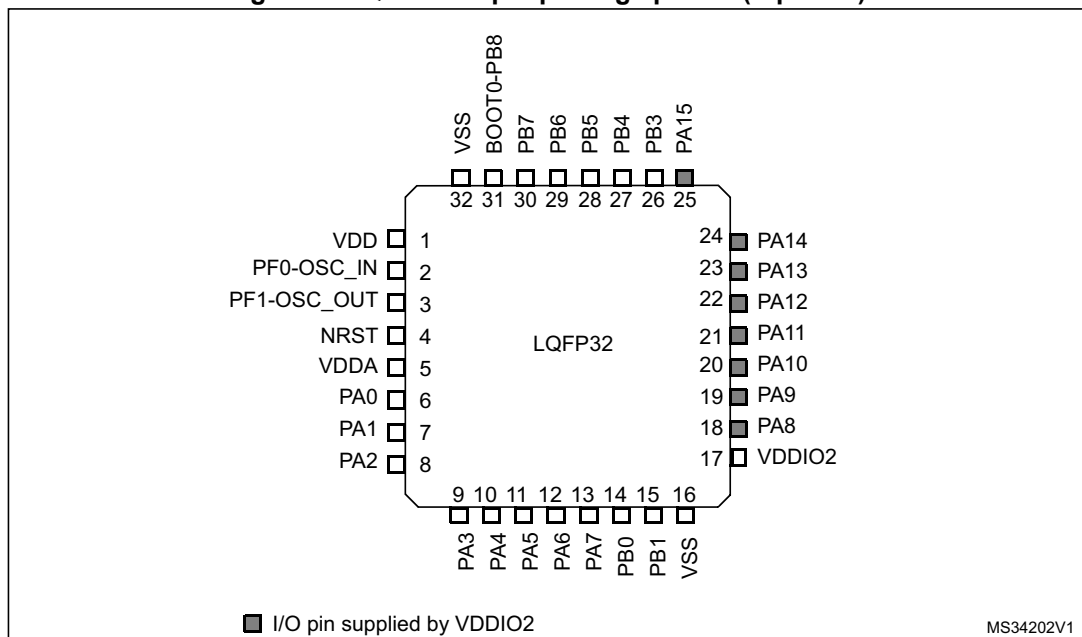 VSS
BOOT0-PB8
PB7
PB6
PB5
PB4
PB3
PA15
32 31 30 29 28 27 26 25
VDD 1
PF0-OSC_IN 2
PF1-OSC_OUT 3
NRST 4
VDDA 5
PA0 6
PA1 7
PA2 8
LQFP32
24 PA14
23 PA13
22 PA12
21 PA11
20 PA10
19 PA9
18 PA8
17 VDDIO2
9 10 11 12 13 14 15 16
PA3
PA4
PA5
PA6
PA7
PB0
PB1
VSS
I/O pin supplied by VDDIO2
MS34202V1